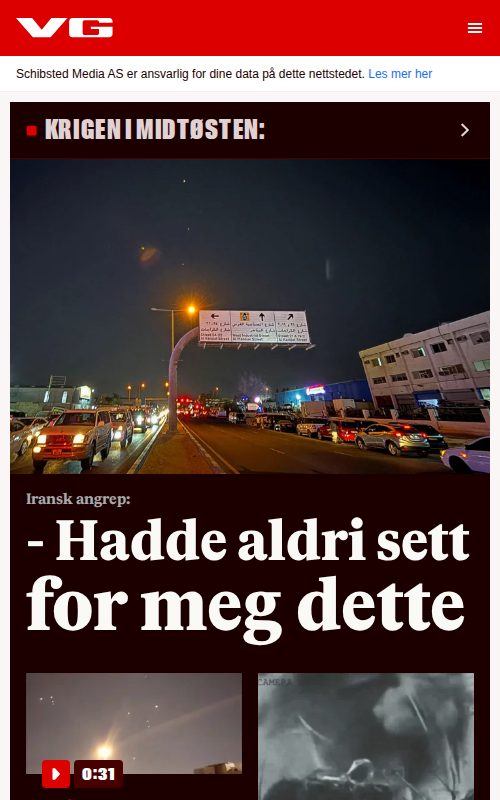 VG
Schibsted Media AS er ansvarlig for dine data på dette nettstedet. Les mer her
KRIGEN I MIDTØSTEN:
Iransk angrep:
- Hadde aldri sett
for meg dette
CAMERA
0:31